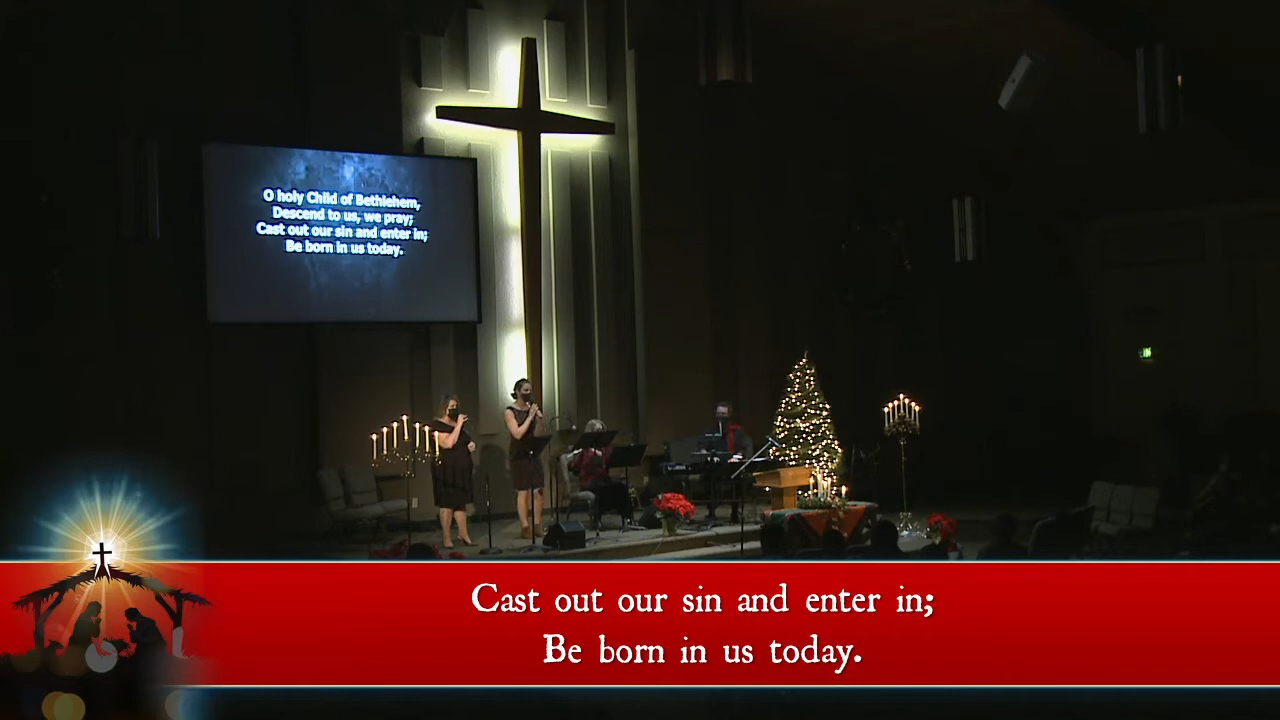 O holy Child of Bethlehem,
Descend to us, we pray;
Cast out our sin and enter in;
Be born in us today.
Cast out our sin and enter in;
Be born in us today.